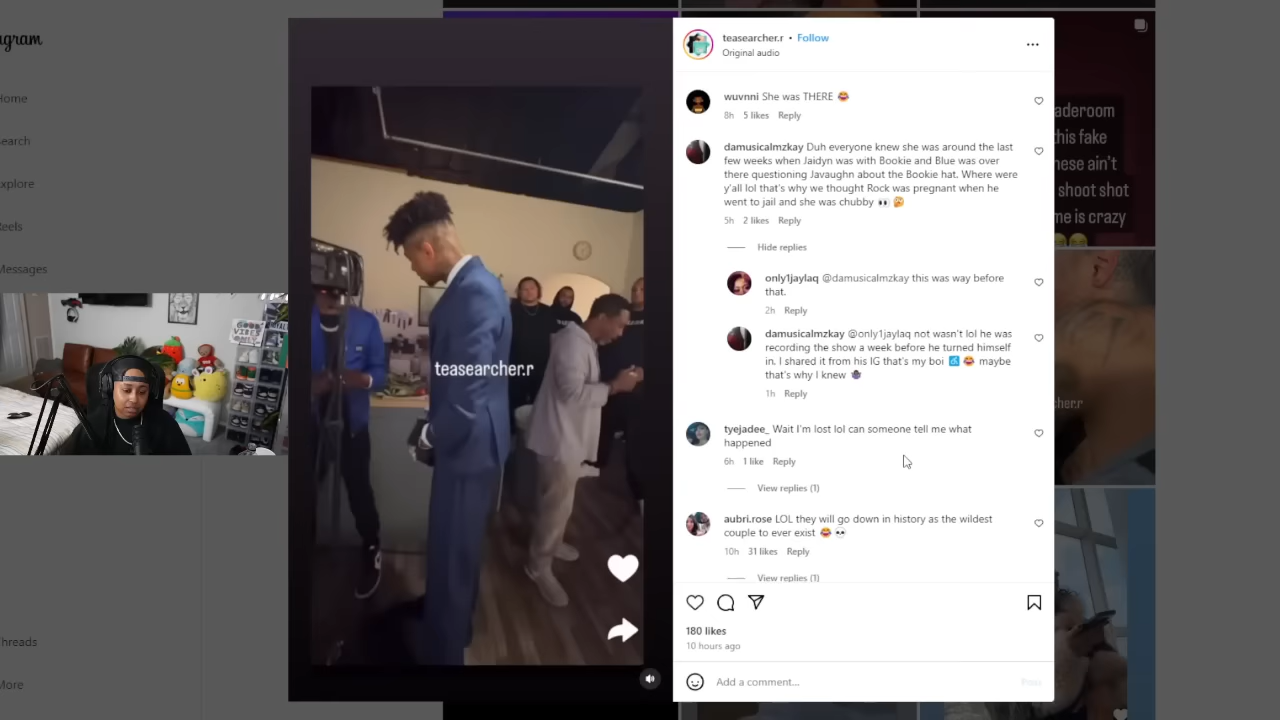 gram
Home
earch
xplore
eels
Messages
hreads
More
GOOD
VIBES
teasearcher.r
teasearcher.r • Follow
Original audio
wuvnni She was THERE 😂
8h 5 likes Reply
damusicalmzkay Duh everyone knew she was around the last
few weeks when Jaidyn was with Bookie and Blue was over
there questioning Javaughn about the Bookie hat. Where were
y'all lol that's why we thought Rock was pregnant when he
went to jail and she was chubby 👀
5h 2 likes Reply
Hide replies
only1jaylaq @damusicalmzkay this was way before
that.
2h Reply
damusicalmzkay @only1jaylaq not wasn't lol he was
recording the show a week before he turned himself
in. I shared it from his IG that's my boi 😂 maybe
that's why I knew
1h Reply
tyejadee_ Wait I'm lost lol can someone tell me what
happened
6h 1 like Reply
View replies (1)
aubri.rose LOL they will go down in history as the wildest
couple to ever exist 😂 💀
10h 31 likes Reply
View replies (1)
180 likes
10 hours ago
Add a comment...
Post
aderoom
this fake
nese ain't
shoot shot
me is crazy
cher.r